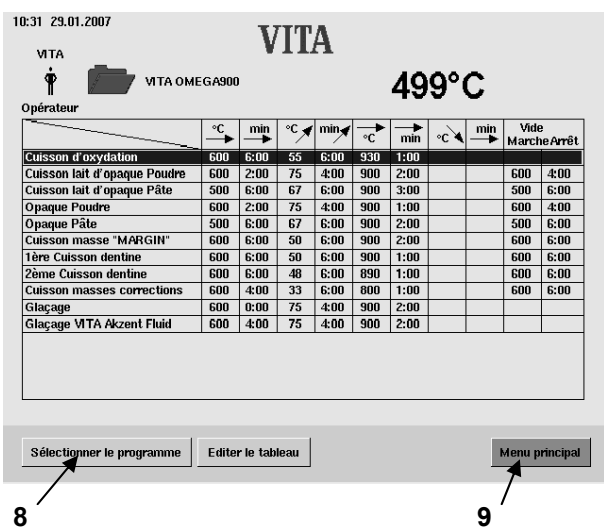 10:31 29.01.2007
VITA
VITA
VITA OMEGA900
499°C
Opérateur
°C min °C min °C min °C min Vide
Marche Arrêt
Cuisson d'oxydation 600 6:00 55 6:00 930 1:00
Cuisson lait d'opaque Poudre 600 2:00 75 4:00 900 2:00 600 4:00
Cuisson lait d'opaque Pâte 500 6:00 67 6:00 900 3:00 500 6:00
Opaque Poudre 600 2:00 75 4:00 900 1:00 600 4:00
Opaque Pâte 500 6:00 67 6:00 900 2:00 500 6:00
Cuisson masse "MARGIN" 600 6:00 50 6:00 900 2:00 600 6:00
1ère Cuisson dentine 600 6:00 50 6:00 900 1:00 600 6:00
2ème Cuisson dentine 600 6:00 48 6:00 890 1:00 600 6:00
Cuisson masses corrections 600 4:00 33 6:00 800 1:00 600 6:00
Glaçage 600 0:00 75 4:00 900 2:00
Glaçage VITA Akzent Fluid 600 4:00 75 4:00 900 2:00
Sélectionner le programme Editer le tableau Menu principal
8 9